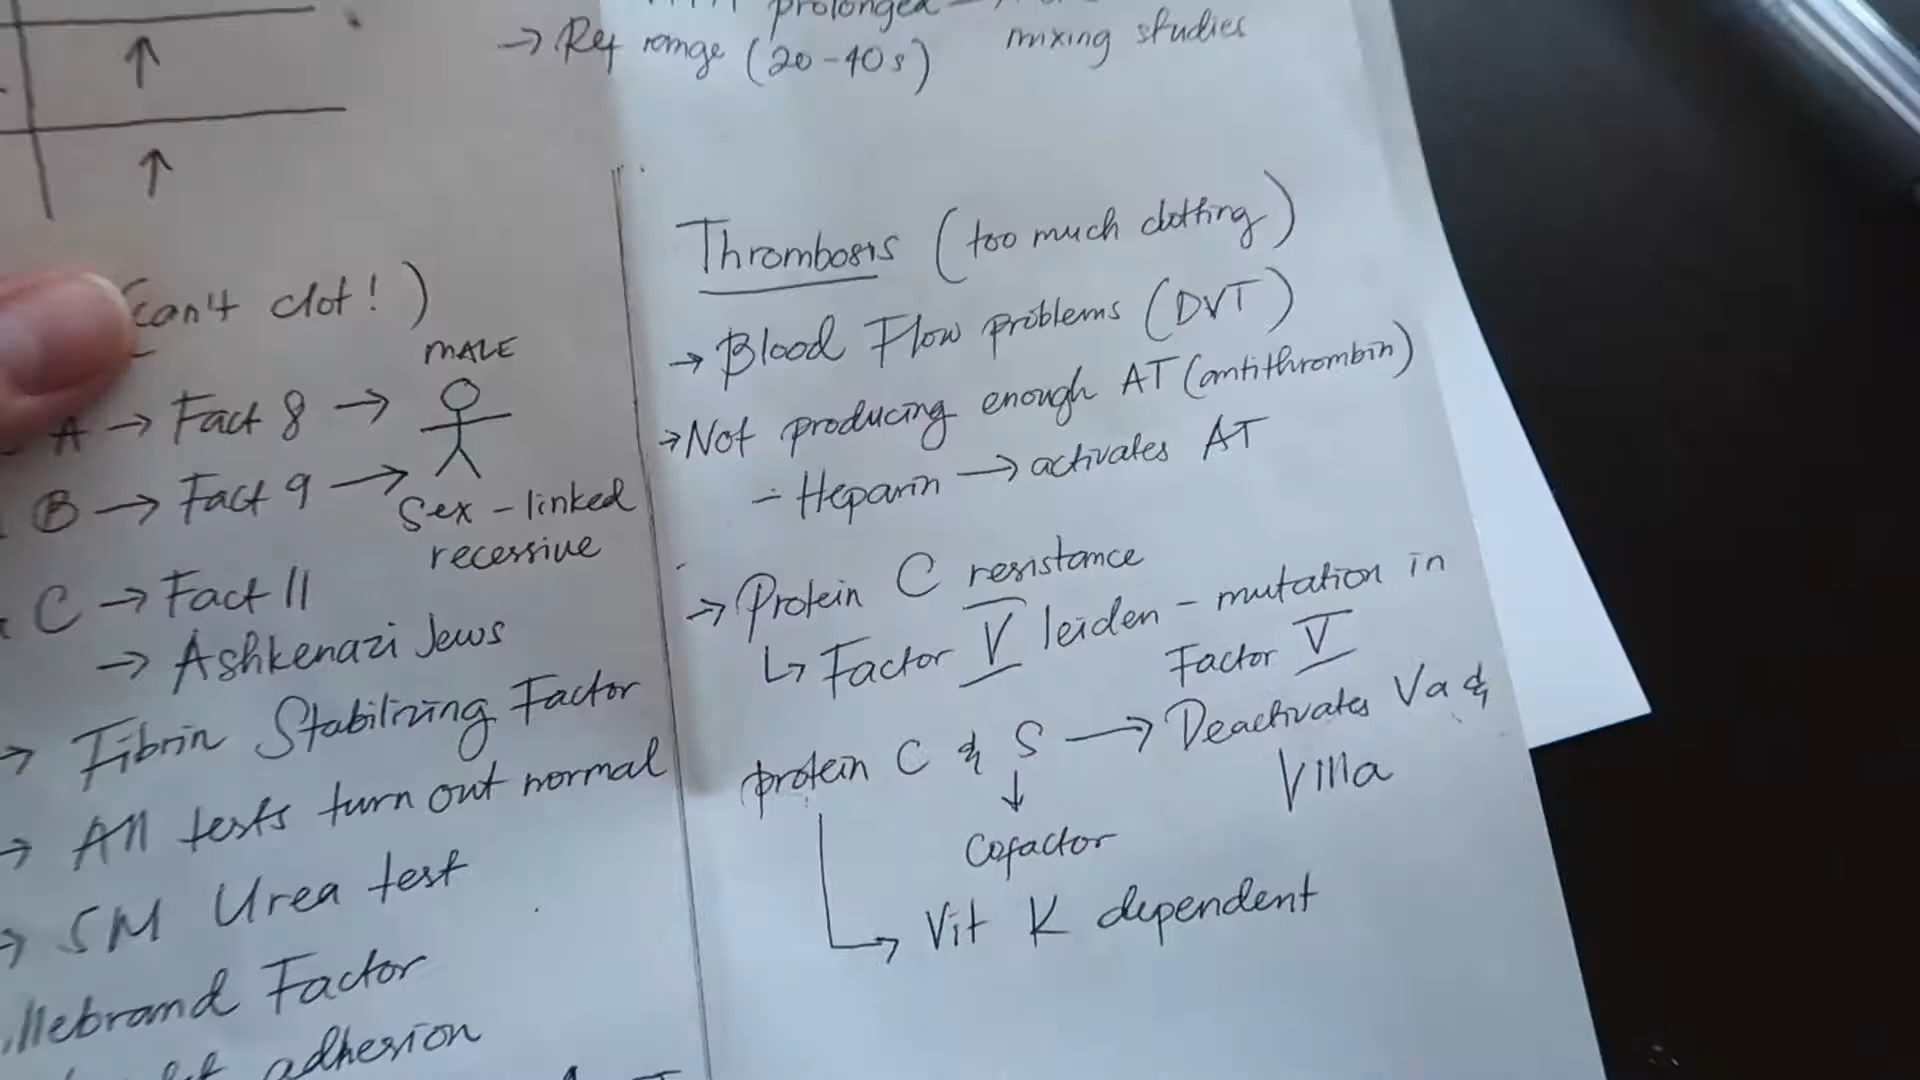 (can't clot!)
MALE
A → Fact 8 →
B → Fact 9 →
Sex-linked
recessive
C → Fact 11
→ Ashkenazi Jews
→ Fibrin Stabilizing Factor
→ All tests turn out normal
→ 5M Urea test
llebrand Factor
adhesion
prolonged
→ Ref range (20-40s)
mixing studies
Thrombosis (too much clotting)
→ Blood Flow problems (DVT)
→ Not producing enough AT (antithrombin)
- Heparin → activates AT
→ Protein C resistance
↳ Factor V leiden - mutation in
Factor V
protein C & S → Deactivates Va &
VIIIa
↓
Cofactor
→ Vit K dependent